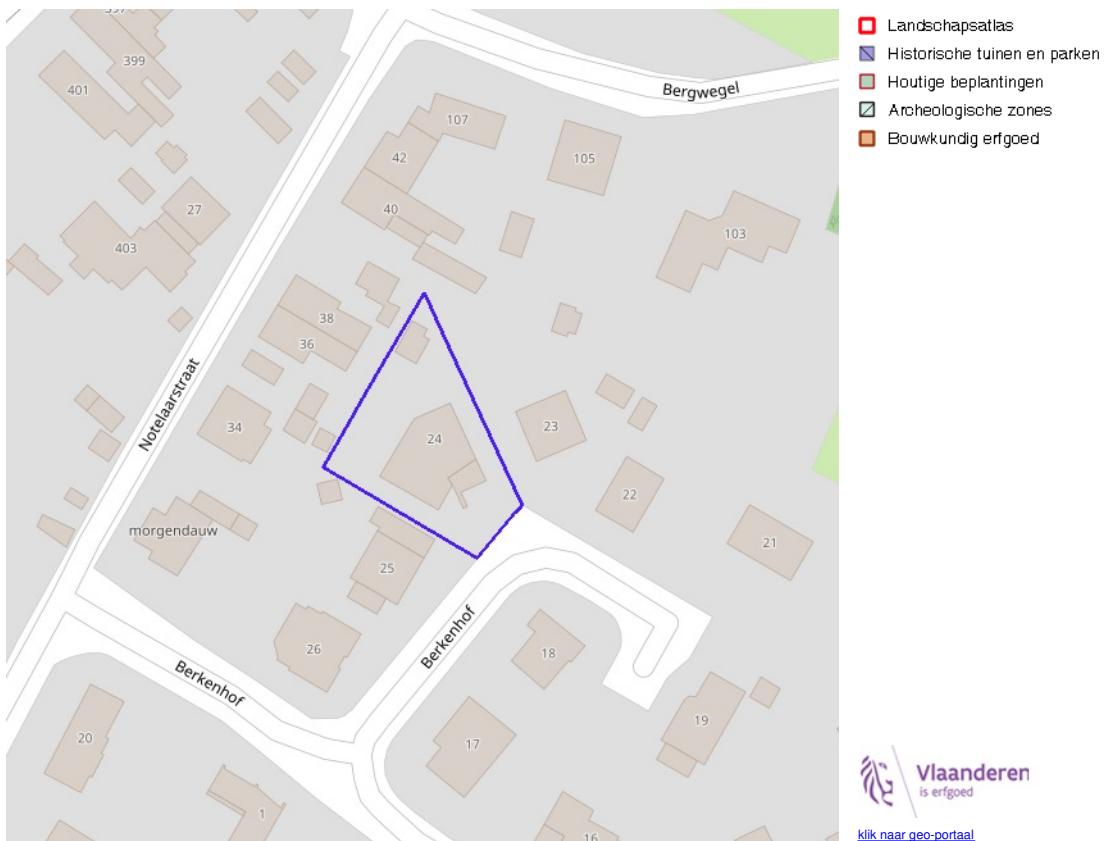 397
399
401
Bergwegel
107
42
105
40
27
403
103
38
36
Notelaarstraat
34
24
23
22
morgendauw
21
25
Berkenhof
26
18
Berkenhof
19
20
17
1
16
Landschapsatlas
Historische tuinen en parken
Houtige beplantingen
Archeologische zones
Bouwkundig erfgoed
Vlaanderen
is erfgoed
klik naar geo-portaal